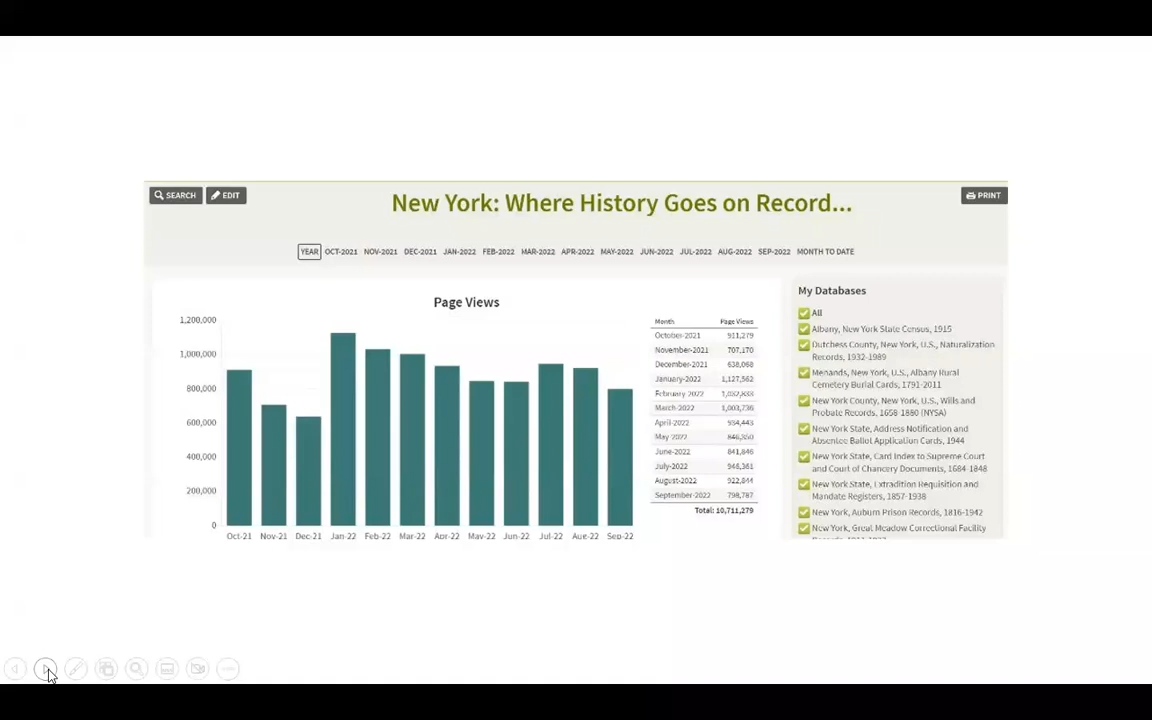 SEARCH
EDIT
New York: Where History Goes on Record...
PRINT
YEAR OCT-2021 NOV-2021 DEC-2021 JAN-2022 FEB-2022 MAR-2022 APR-2022 MAY-2022 JUN-2022 JUL-2022 AUG-2022 SEP-2022 MONTH TO DATE
Page Views
1,200,000
1,000,000
800,000
600,000
400,000
200,000
0
Oct-21 Nov-21 Dec-21 Jan-22 Feb-22 Mar-22 Apr-22 May-22 Jun-22 Jul-22 Aug-22 Sep-22
Month Page Views
October-2021 911,279
November-2021 707,170
December-2021 638,068
January-2022 1,127,562
February-2022 1,032,833
March-2022 1,003,736
April-2022 934,443
May-2022 846,350
June-2022 841,846
July-2022 946,361
August-2022 922,844
September-2022 798,787
Total: 10,711,279
My Databases
All
Albany, New York State Census, 1915
Dutchess County, New York, U.S., Naturalization
Records, 1932-1989
Menands, New York, U.S., Albany Rural
Cemetery Burial Cards, 1791-2011
New York County, New York, U.S., Wills and
Probate Records, 1658-1880 (NYSA)
New York State, Address Notification and
Absentee Ballot Application Cards, 1944
New York State, Card Index to Supreme Court
and Court of Chancery Documents, 1684-1848
New York State, Extradition Requisition and
Mandate Registers, 1857-1938
New York, Auburn Prison Records, 1816-1942
New York, Great Meadow Correctional Facility